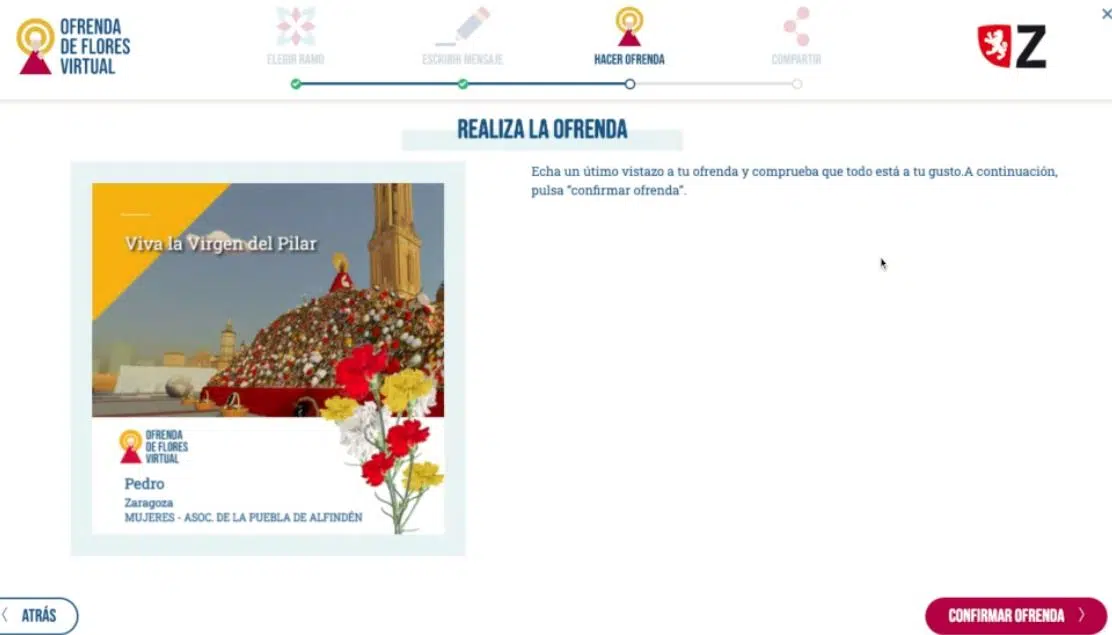 OFRENDA
DE FLORES
VIRTUAL
ELEGIR RAMO
ESCRIBIR MENSAJE
HACER OFRENDA
COMPARTIR
Z
REALIZA LA OFRENDA
Echa un útimo vistazo a tu ofrenda y comprueba que todo está a tu gusto.A continuación,
pulsa “confirmar ofrenda”.
Viva la Virgen del Pilar
OFRENDA
DE FLORES
VIRTUAL
Pedro
Zaragoza
MUJERES - ASOC. DE LA PUEBLA DE ALFINDÉN
ATRÁS
CONFIRMAR OFRENDA